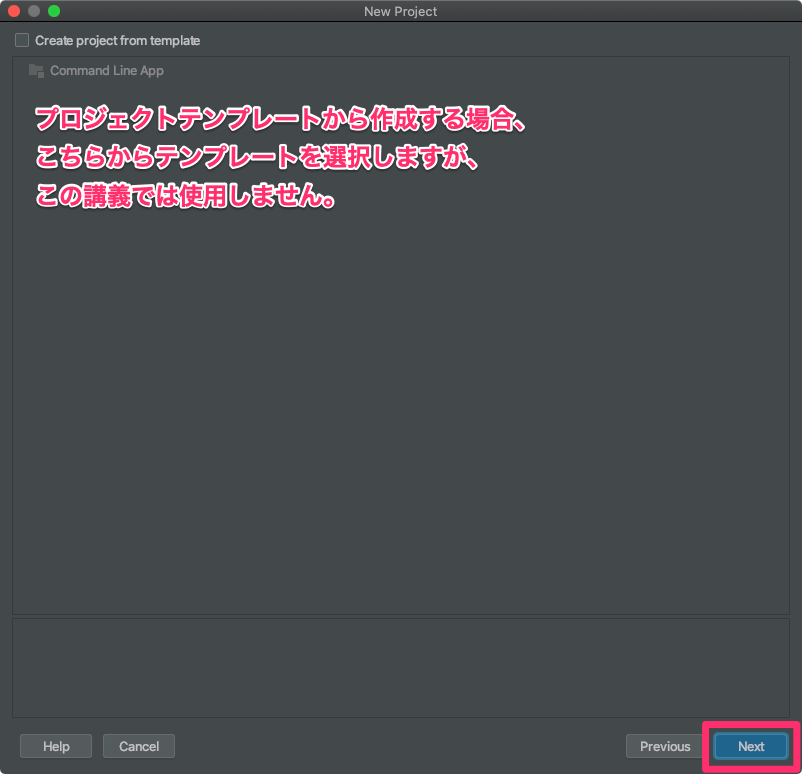 New Project
Create project from template
Command Line App
プロジェクトテンプレートから作成する場合、
こちらからテンプレートを選択しますが、
この講義では使用しません。
Help
Cancel
Previous
Next